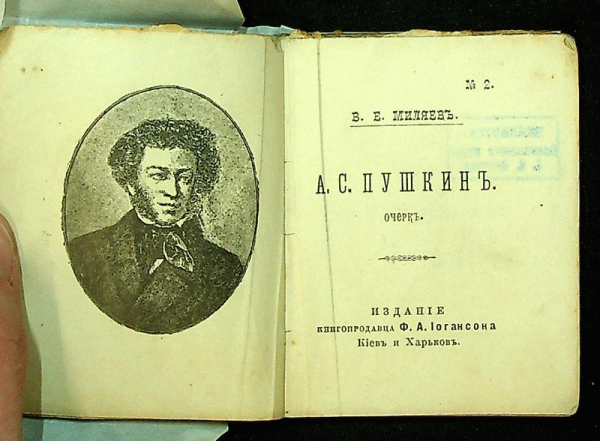 № 2.
В. Е. МИЛЯЕВЪ.
А. С. ПУШКИНЪ.
ОЧЕРКЪ.
ИЗДАНІЕ
КНИГОПРОДАВЦА Ф. А. Іогансона
Кіевъ и Харьковъ.